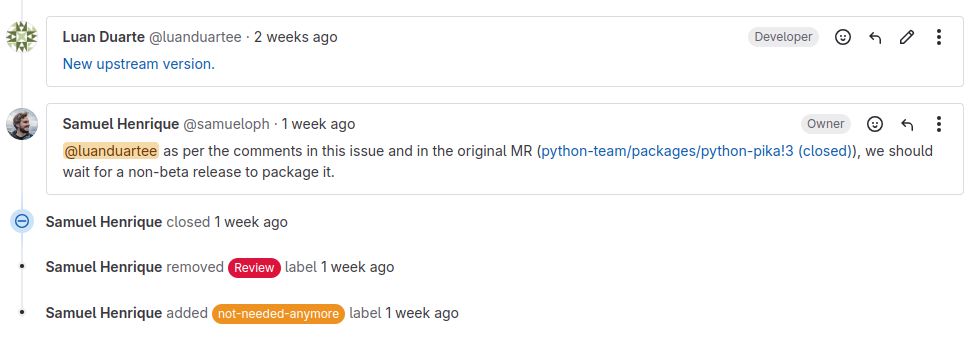 Luan Duarte @luanduartee · 2 weeks ago Developer
New upstream version.
Samuel Henrique @samueloph · 1 week ago Owner
@luanduartee as per the comments in this issue and in the original MR (python-team/packages/python-pika!3 (closed)), we should
wait for a non-beta release to package it.
Samuel Henrique closed 1 week ago
Samuel Henrique removed Review label 1 week ago
Samuel Henrique added not-needed-anymore label 1 week ago